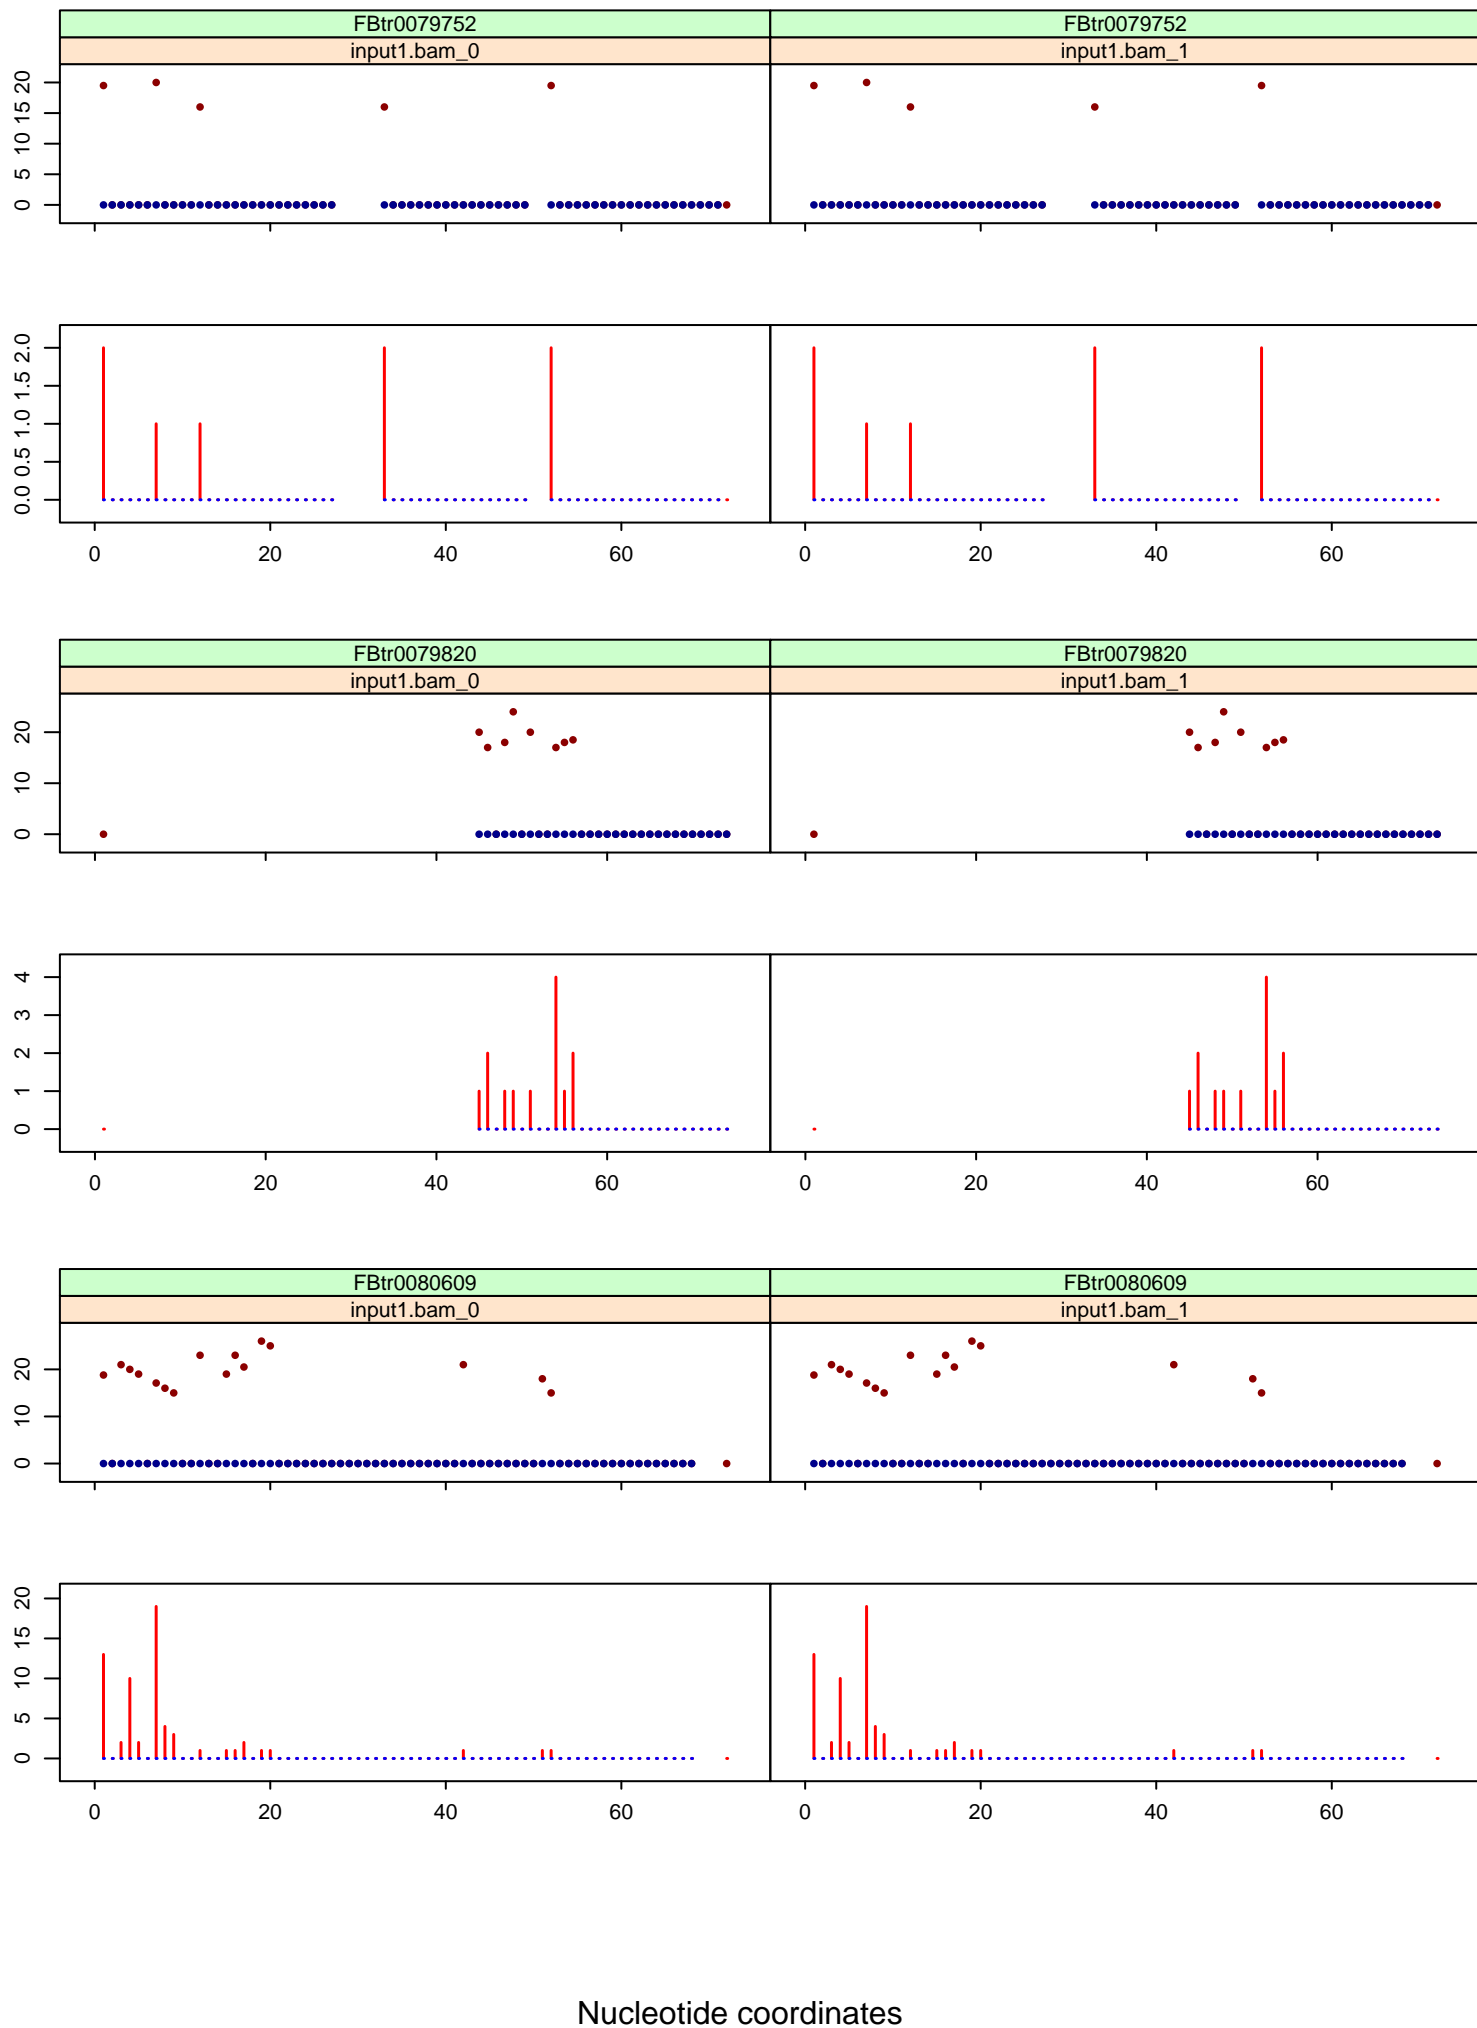 FBtr0079752 FBtr0079752
input1.bam_0 input1.bam_1
0 5 10 15 20
0.0 0.5 1.0 1.5 2.0
0 20 40 60 0 20 40 60
FBtr0079820 FBtr0079820
input1.bam_0 input1.bam_1
0 10 20
0 1 2 3 4
0 20 40 60 0 20 40 60
FBtr0080609 FBtr0080609
input1.bam_0 input1.bam_1
0 10 20
0 5 10 15 20
0 20 40 60 0 20 40 60
Nucleotide coordinates